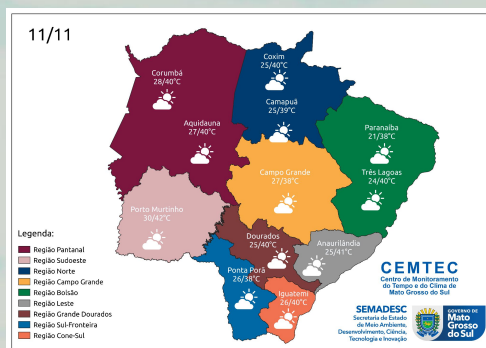 11/11
Coxim
25/40°C
Corumbá
28/40°C
Camapuã
25/39°C
Aquidauna
27/40°C
Paranaíba
21/38°C
Campo Grande
27/38°C
Três Lagoas
24/40°C
Porto Murtinho
30/42°C
Dourados
25/40°C
Anaurilândia
25/41°C
Ponta Porã
26/38°C
Iguatemi
26/40°C
Legenda:
Região Pantanal
Região Sudoeste
Região Norte
Região Campo Grande
Região Bolsão
Região Leste
Região Grande Dourados
Região Sul-Fronteira
Região Cone-Sul
CEMTEC
Centro de Monitoramento
do Tempo e do Clima de
Mato Grosso do Sul
SEMADESC
Secretaria de Estado
de Meio Ambiente,
Desenvolvimento, Ciência,
Tecnologia e Inovação
GOVERNO DE
Mato
Grosso
do Sul